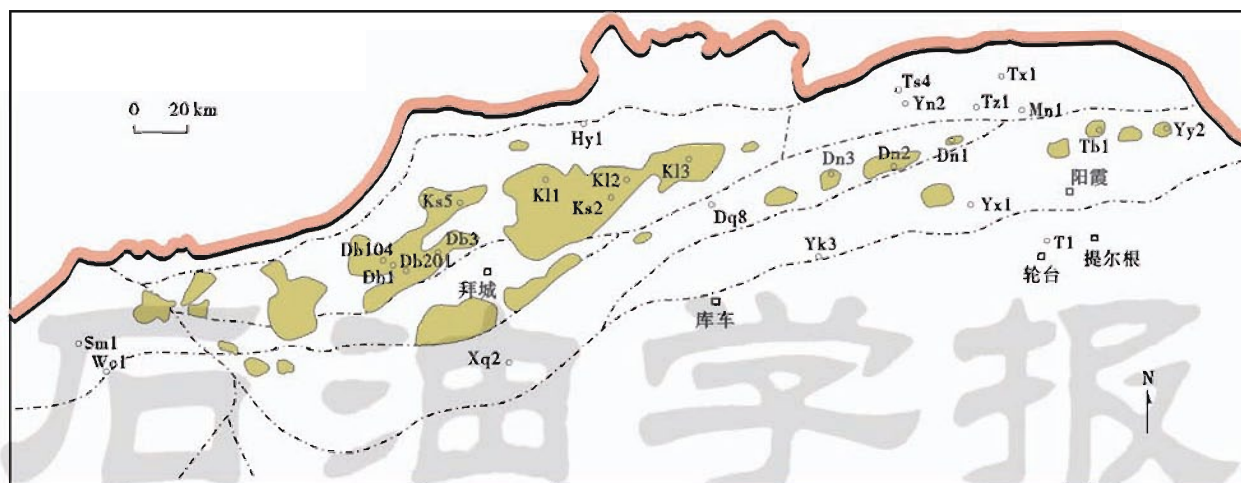 0 20 km
Hy1
Ts4
Yn2
Tx1
Tz1
Mn1
Tb1
Yy2
Dn1
Dn2
Dn3
Kl1
Kl2
Kl3
Ks2
Ks5
阳霞
Dq8
Yx1
Db3
Db104
Db201
Db1
拜城
Yk3
T1
轮台
提尔根
库车
Sm1
Wc1
Xq2
N
石油学报